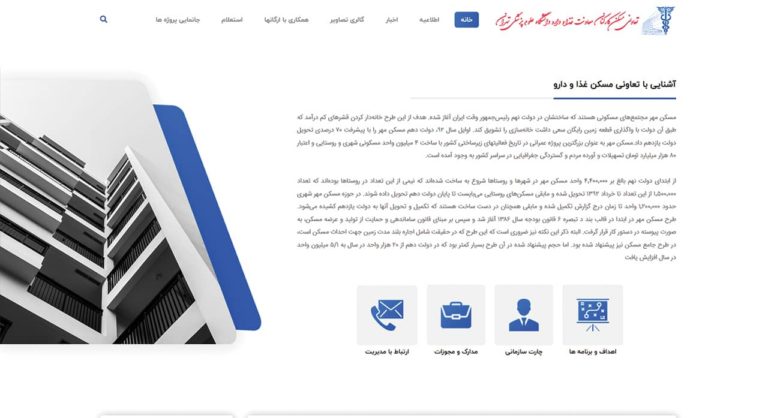 تعاونی مسکن کارکنان معاونت غذا و دارو دانشگاه علوم پزشکی تهران
خانه
اطلاعیه
اخبار
گالری تصاویر
همکاری با ارگانها
استعلام
جانمایی پروژه ها
آشنایی با تعاونی مسکن غذا و دارو
مسکن مهر مجتمع‌های مسکونی هستند که ساختشان در دولت نهم رئیس‌جمهور وقت ایران آغاز شده. هدف از این طرح خانه‌دار کردن قشرهای کم درآمد که
طبق آن دولت با واگذاری قطعه زمین رایگان سعی داشت خانه‌سازی را تشویق کند. اوایل سال ۹۲، دولت دهم مسکن مهر را با پیشرفت ۷۰ درصدی تحویل
دولت یازدهم داد.مسکن مهر به عنوان بزرگترین پروژه عمرانی در تاریخ فعالیتهای زیرساختی کشور با ساخت ۴ میلیون واحد مسکونی شهری و روستایی و اعتبار
۸۰ هزار میلیارد تومان تسهیلات و آورده مردم و گستردگی جغرافیایی در سراسر کشور به وجود آمده است.
از ابتدای دولت نهم بالغ بر ۴,۴۰۰,۰۰۰ واحد مسکن مهر در شهرها و روستاها شروع به ساخت شده‌اند که نیمی از این تعداد در روستاها بوده‌اند که تعداد
۱,۵۰۰,۰۰۰ از این تعداد تا خرداد ۱۳۹۲ تحویل شده و مابقی مسکن‌های روستایی می‌بایست تا پایان دولت دهم تحویل داده شوند. در حوزه مسکن مهر شهری
حدود ۱,۲۰۰,۰۰۰ واحد تا زمان درج گزارش تکمیل شده و مابقی همچنان در دست ساخت هستند که تکمیل و تحویل آنها به دولت یازدهم کشیده می‌شود.
طرح مسکن مهر در ابتدا در قالب بند د تبصره ۶ قانون بودجه سال ۱۳۸۶ آغاز شد و سپس بر مبنای قانون ساماندهی و حمایت از تولید و عرضه مسکن، به
صورت پیوسته در دستور کار قرار گرفت. البته ذکر این نکته نیز ضروری است که این طرح که در حقیقت شامل اجاره بلند مدت زمین جهت احداث مسکن است،
در طرح جامع مسکن نیز پیشنهاد شده بود. اما حجم پیشنهاد شده در آن طرح بسیار کمتر بود که در دولت دهم از ۲۰ هزار واحد در سال به ۵/۱ میلیون واحد
در سال افزایش یافت
اهداف و برنامه ها
چارت سازمانی
مدارک و مجوزات
ارتباط با مدیریت